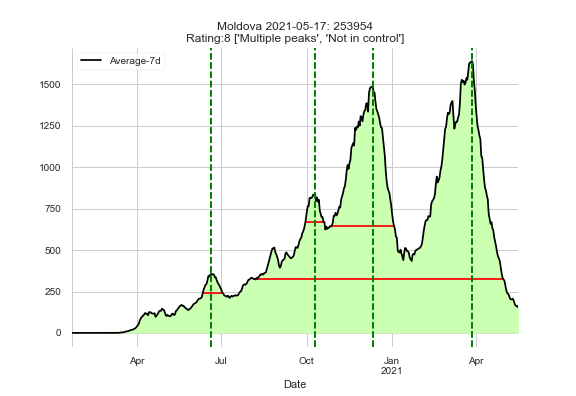 Moldova 2021-05-17: 253954
Rating:8 ['Multiple peaks', 'Not in control']
Average-7d
1500
1250
1000
750
500
250
0
Apr
Jul
Oct
Jan
2021
Apr
Date